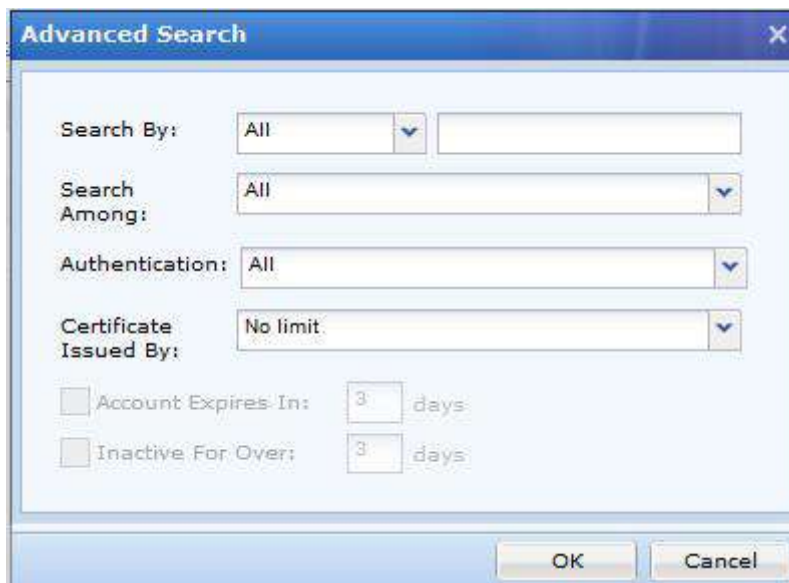 Advanced Search
Search By: All
Search All
Among:
Authentication: All
Certificate No limit
Issued By:
Account Expires In: 3 days
Inactive For Over: 3 days
OK Cancel